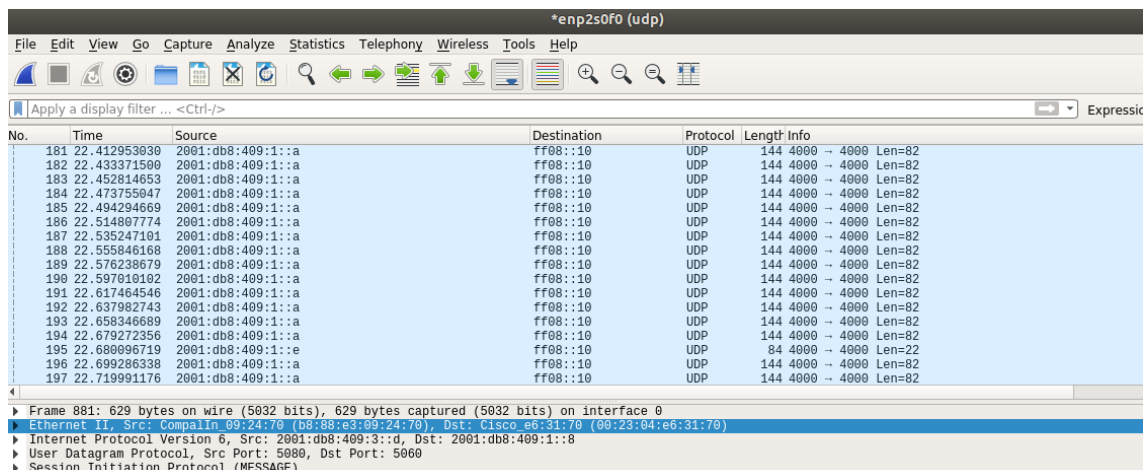 *enp2s0f0 (udp)
File Edit View Go Capture Analyze Statistics Telephony Wireless Tools Help
Apply a display filter ... <Ctrl-/> Expressio
No. Time Source Destination Protocol Length Info
181 22.412953030 2001:db8:409:1::a ff08::10 UDP 144 4000 → 4000 Len=82
182 22.433371500 2001:db8:409:1::a ff08::10 UDP 144 4000 → 4000 Len=82
183 22.452814653 2001:db8:409:1::a ff08::10 UDP 144 4000 → 4000 Len=82
184 22.473755047 2001:db8:409:1::a ff08::10 UDP 144 4000 → 4000 Len=82
185 22.494294669 2001:db8:409:1::a ff08::10 UDP 144 4000 → 4000 Len=82
186 22.514807774 2001:db8:409:1::a ff08::10 UDP 144 4000 → 4000 Len=82
187 22.535247101 2001:db8:409:1::a ff08::10 UDP 144 4000 → 4000 Len=82
188 22.555846168 2001:db8:409:1::a ff08::10 UDP 144 4000 → 4000 Len=82
189 22.576238679 2001:db8:409:1::a ff08::10 UDP 144 4000 → 4000 Len=82
190 22.597010102 2001:db8:409:1::a ff08::10 UDP 144 4000 → 4000 Len=82
191 22.617464546 2001:db8:409:1::a ff08::10 UDP 144 4000 → 4000 Len=82
192 22.637982743 2001:db8:409:1::a ff08::10 UDP 144 4000 → 4000 Len=82
193 22.658346689 2001:db8:409:1::a ff08::10 UDP 144 4000 → 4000 Len=82
194 22.679272356 2001:db8:409:1::a ff08::10 UDP 144 4000 → 4000 Len=82
195 22.680096719 2001:db8:409:1::e ff08::10 UDP 84 4000 → 4000 Len=22
196 22.699286338 2001:db8:409:1::a ff08::10 UDP 144 4000 → 4000 Len=82
197 22.719991176 2001:db8:409:1::a ff08::10 UDP 144 4000 → 4000 Len=82
Frame 881: 629 bytes on wire (5032 bits), 629 bytes captured (5032 bits) on interface 0
Ethernet II, Src: CompalIn_09:24:70 (b8:88:e3:09:24:70), Dst: Cisco_e6:31:70 (00:23:04:e6:31:70)
Internet Protocol Version 6, Src: 2001:db8:409:3::d, Dst: 2001:db8:409:1::8
User Datagram Protocol, Src Port: 5080, Dst Port: 5060
Session Initiation Protocol (MESSAGE)